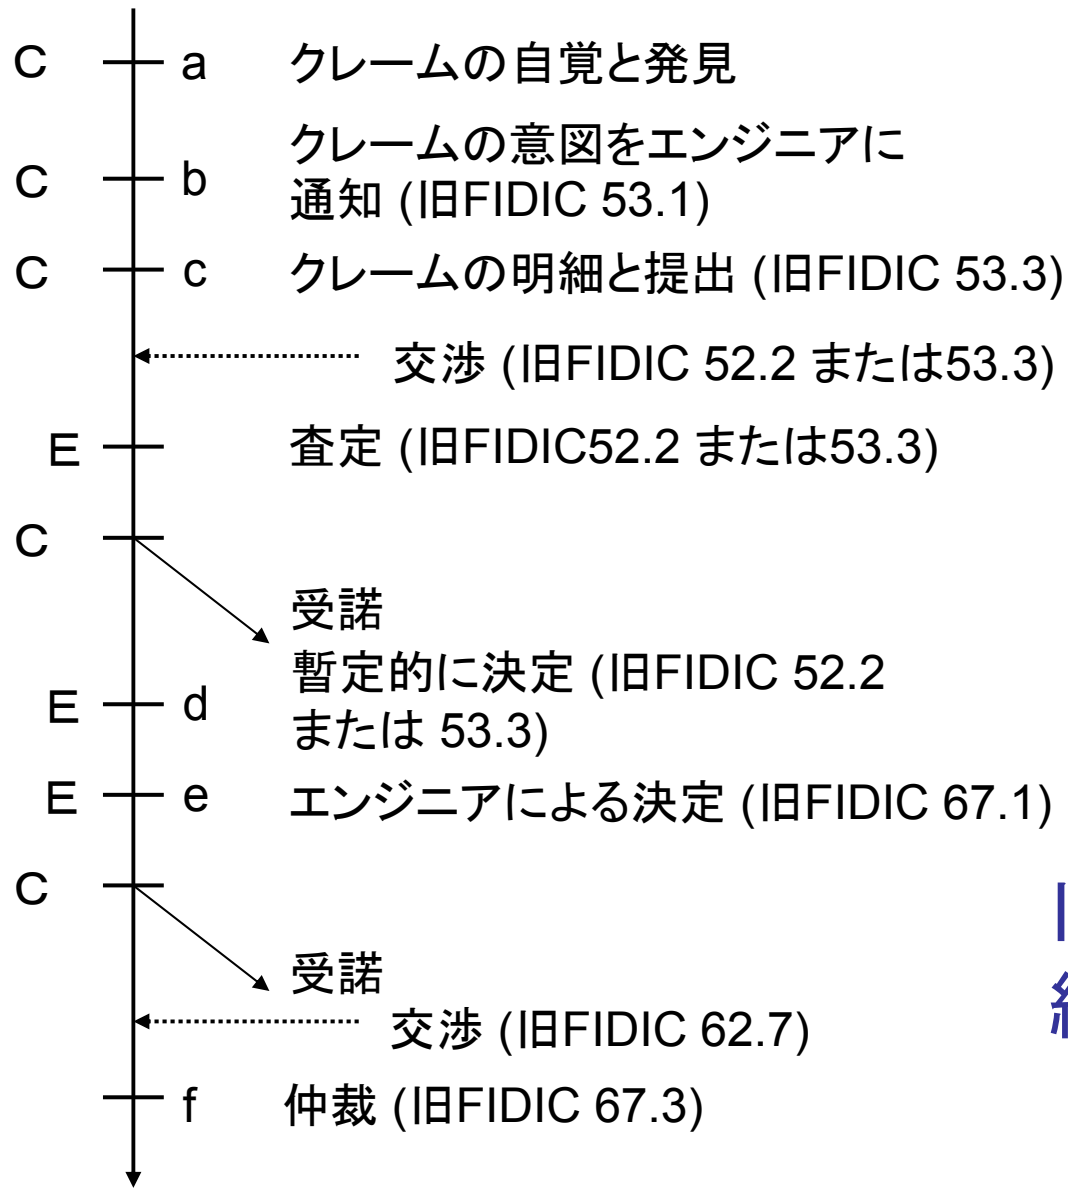 C a クレームの自覚と発見
C b クレームの意図をエンジニアに
通知 (旧FIDIC 53.1)
C c クレームの明細と提出 (旧FIDIC 53.3)
交渉 (旧FIDIC 52.2 または53.3)
E 査定 (旧FIDIC52.2 または53.3)
C
受諾
暫定的に決定 (旧FIDIC 52.2
E d または 53.3)
E e エンジニアによる決定 (旧FIDIC 67.1)
C
受諾
交渉 (旧FIDIC 62.7)
f 仲裁 (旧FIDIC 67.3)